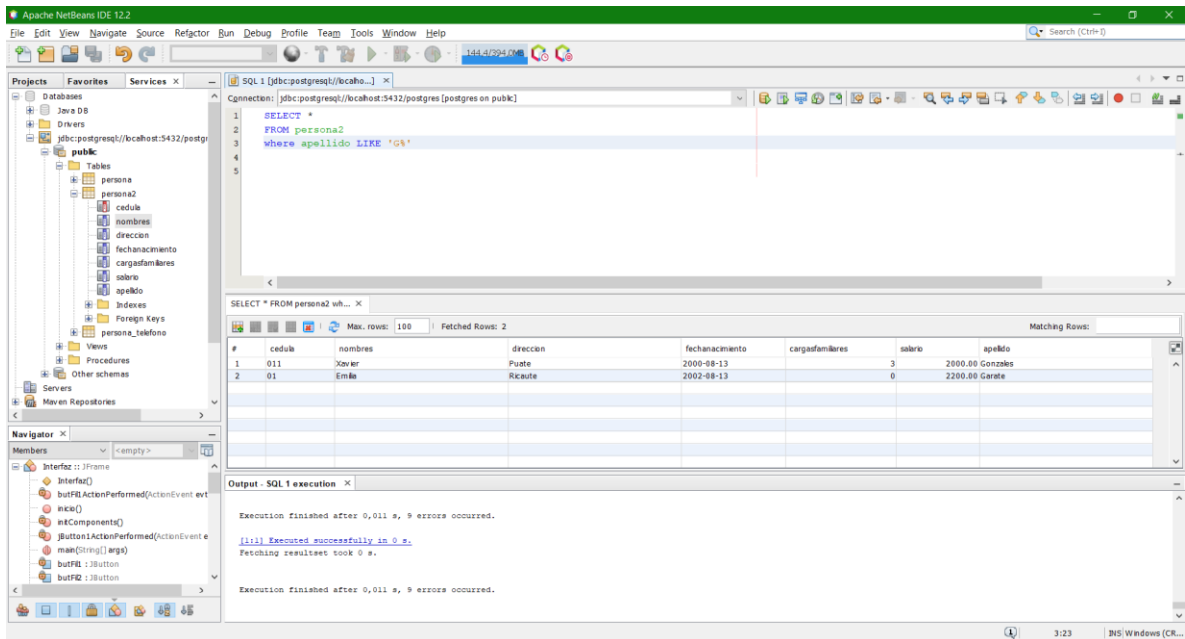 Apache NetBeans IDE 12.2
File Edit View Navigate Source Refactor Run Debug Profile Team Tools Window Help
Search (Ctrl+I)
144.4/394.0MB
Projects Favorites Services
SQL 1 [jdbc:postgresql://localho...]
Databases
Connection: jdbc:postgresql://localhost:5432/postgres [postgres on public]
Java DB
Drivers
jdbc:postgresql://localhost:5432/postgr
public
Tables
persona
persona2
cedula
nombres
direccion
fechanacimiento
cargasfamiliares
salario
apellido
Indexes
Foreign Keys
persona_telefono
Views
Procedures
Other schemas
Servers
Maven Repositories
1 SELECT *
2 FROM persona2
3 where apellido LIKE 'G%'
4
5
SELECT * FROM persona2 wh...
Max. rows: 100 Fetched Rows: 2 Matching Rows:
# cedula nombres direccion fechanacimiento cargasfamiliares salario apellido
1 011 Xavier Puate 2000-08-13 3 2000.00 Gonzales
2 01 Emilia Ricaute 2002-08-13 0 2200.00 Garate
Navigator
Members <empty>
Interfaz :: JFrame
Interfaz()
butFil1ActionPerformed(ActionEvent evt
inicio()
initComponents()
jButton1ActionPerformed(ActionEvent e
main(String[] args)
butFil1 : JButton
butFil2 : JButton
Output - SQL 1 execution
Execution finished after 0,011 s, 9 errors occurred.
[1:1] Executed successfully in 0 s.
Fetching resultset took 0 s.
Execution finished after 0,011 s, 9 errors occurred.
3:23 INS Windows (CR...